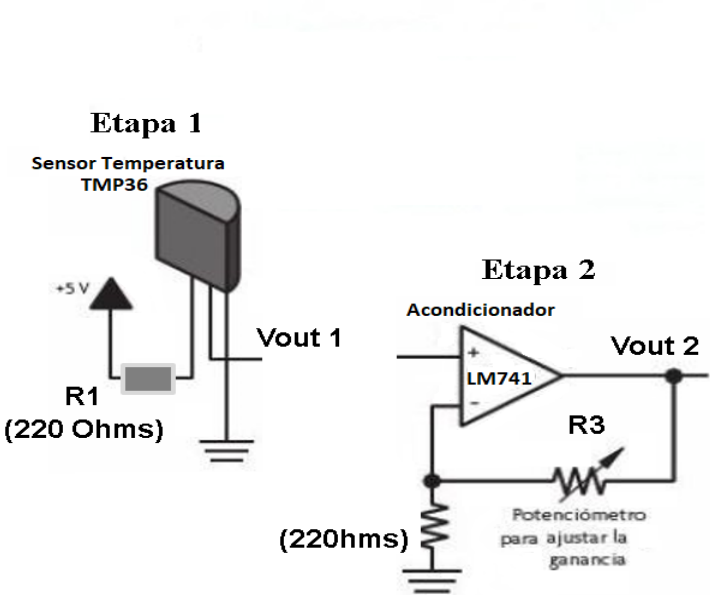 Etapa 1
Sensor Temperatura
TMP36
+5 V
Vout 1
R1
(220 Ohms)
Etapa 2
Acondicionador
Vout 2
+
LM741
-
R3
Potenciómetro
para ajustar la
ganancia
(220hms)